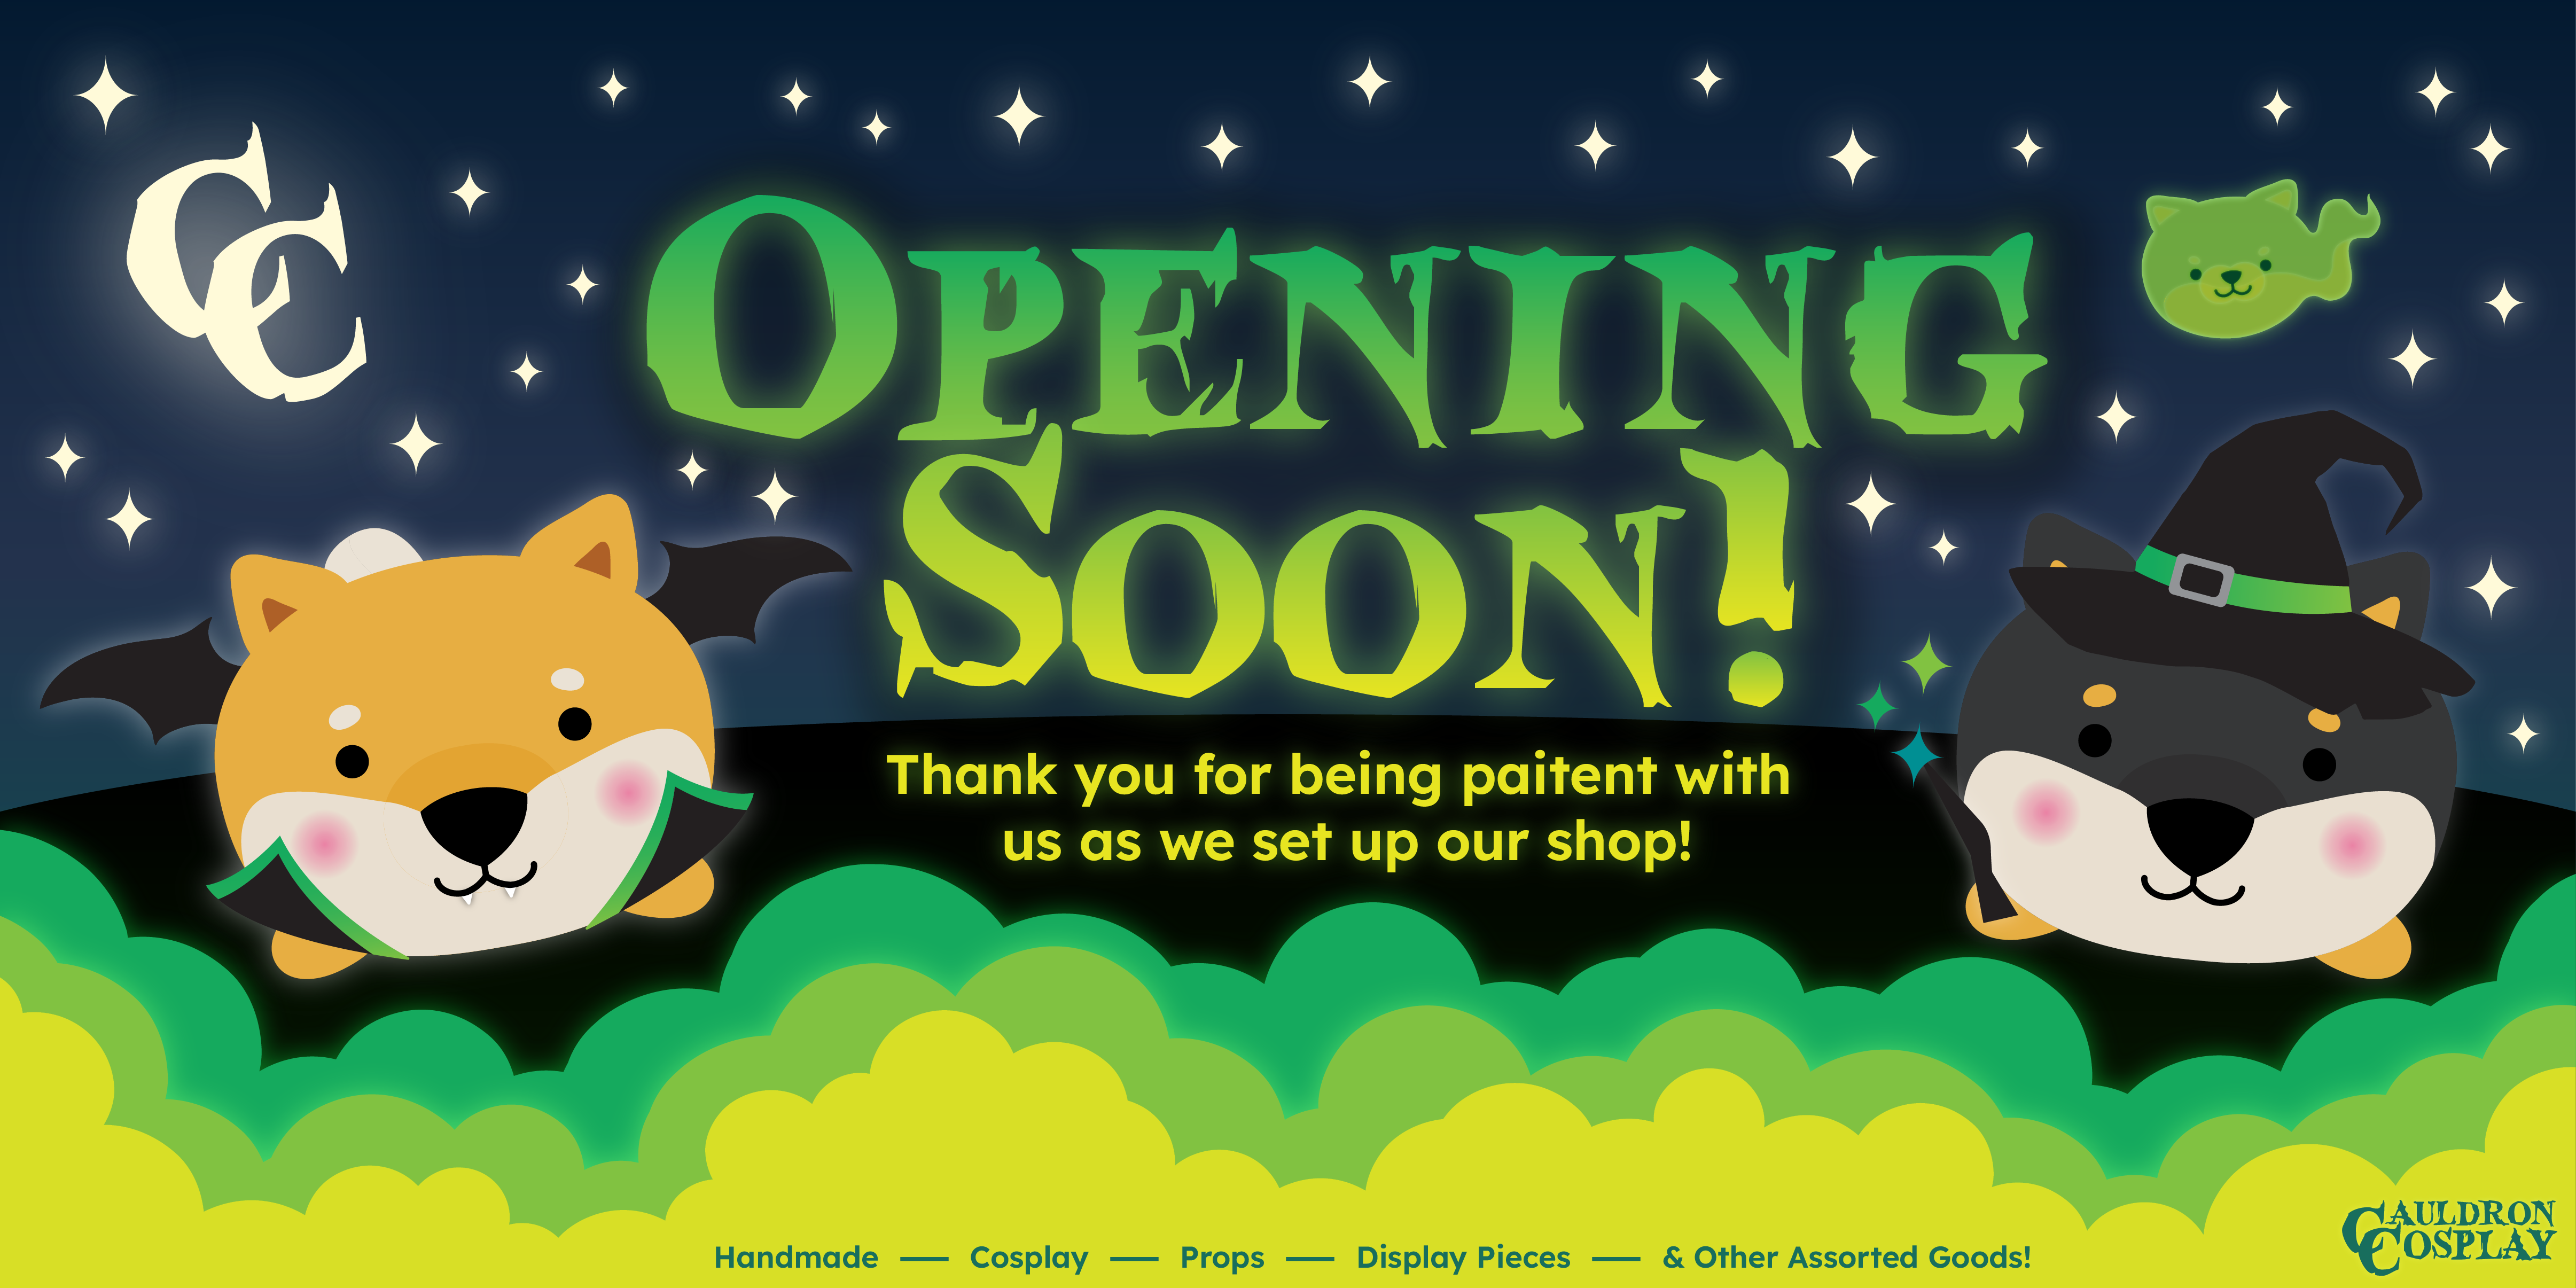 CC
OPENING
SOON!
Thank you for being paitent with
us as we set up our shop!
Handmade — Cosplay — Props — Display Pieces — & Other Assorted Goods!
CAULDRON
COSPLAY